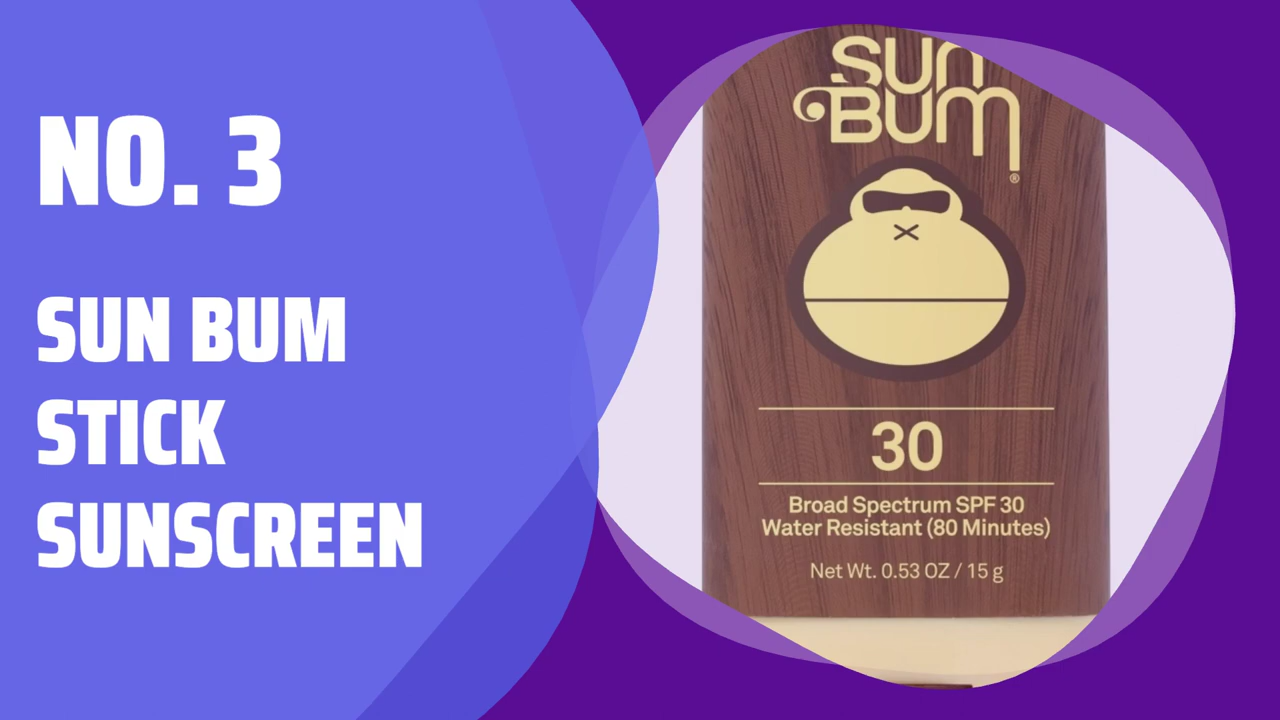 NO. 3
SUN BUM
STICK
SUNSCREEN
SUN
BUM
®
30
Broad Spectrum SPF 30
Water Resistant (80 Minutes)
Net Wt. 0.53 OZ / 15 g